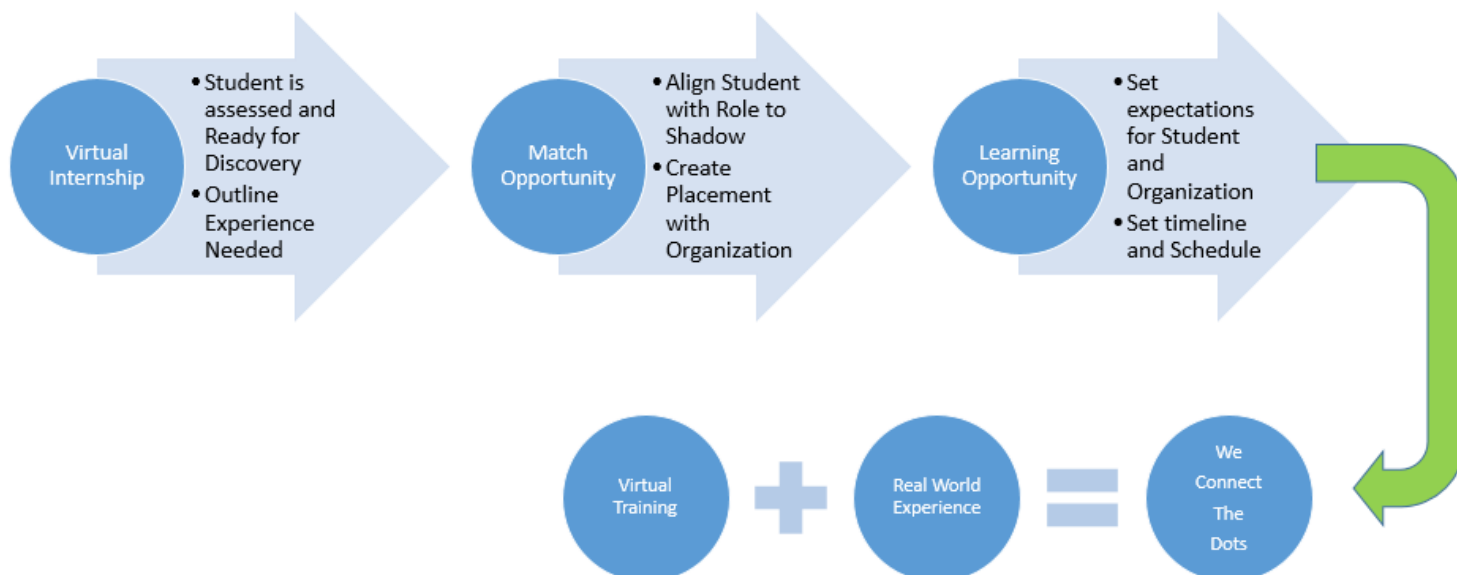 Virtual
Internship
• Student is
assessed and
Ready for
Discovery
• Outline
Experience
Needed
Match
Opportunity
• Align Student
with Role to
Shadow
• Create
Placement
with
Organization
Learning
Opportunity
• Set
expectations
for Student
and
Organization
• Set timeline
and Schedule
Virtual
Training
Real World
Experience
We
Connect
The
Dots